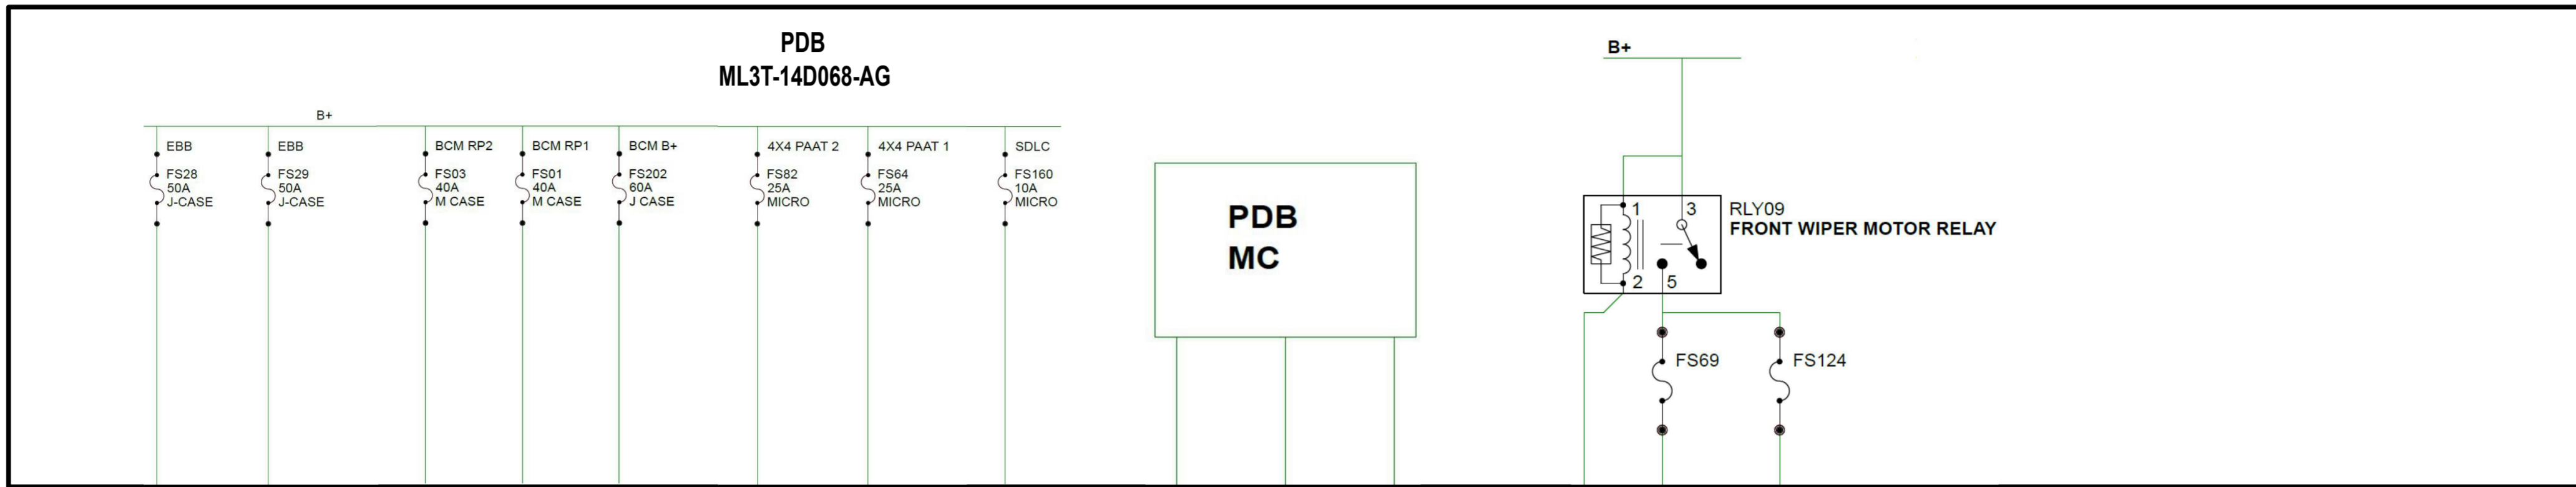 PDB
ML3T-14D068-AG
B+
EBB
FS28
50A
J-CASE
EBB
FS29
50A
J-CASE
BCM RP2
FS03
40A
M CASE
BCM RP1
FS01
40A
M CASE
BCM B+
FS202
60A
J CASE
4X4 PAAT 2
FS82
25A
MICRO
4X4 PAAT 1
FS64
25A
MICRO
SDLC
FS160
10A
MICRO
PDB
MC
B+
1
3
2
5
RLY09
FRONT WIPER MOTOR RELAY
FS69
FS124